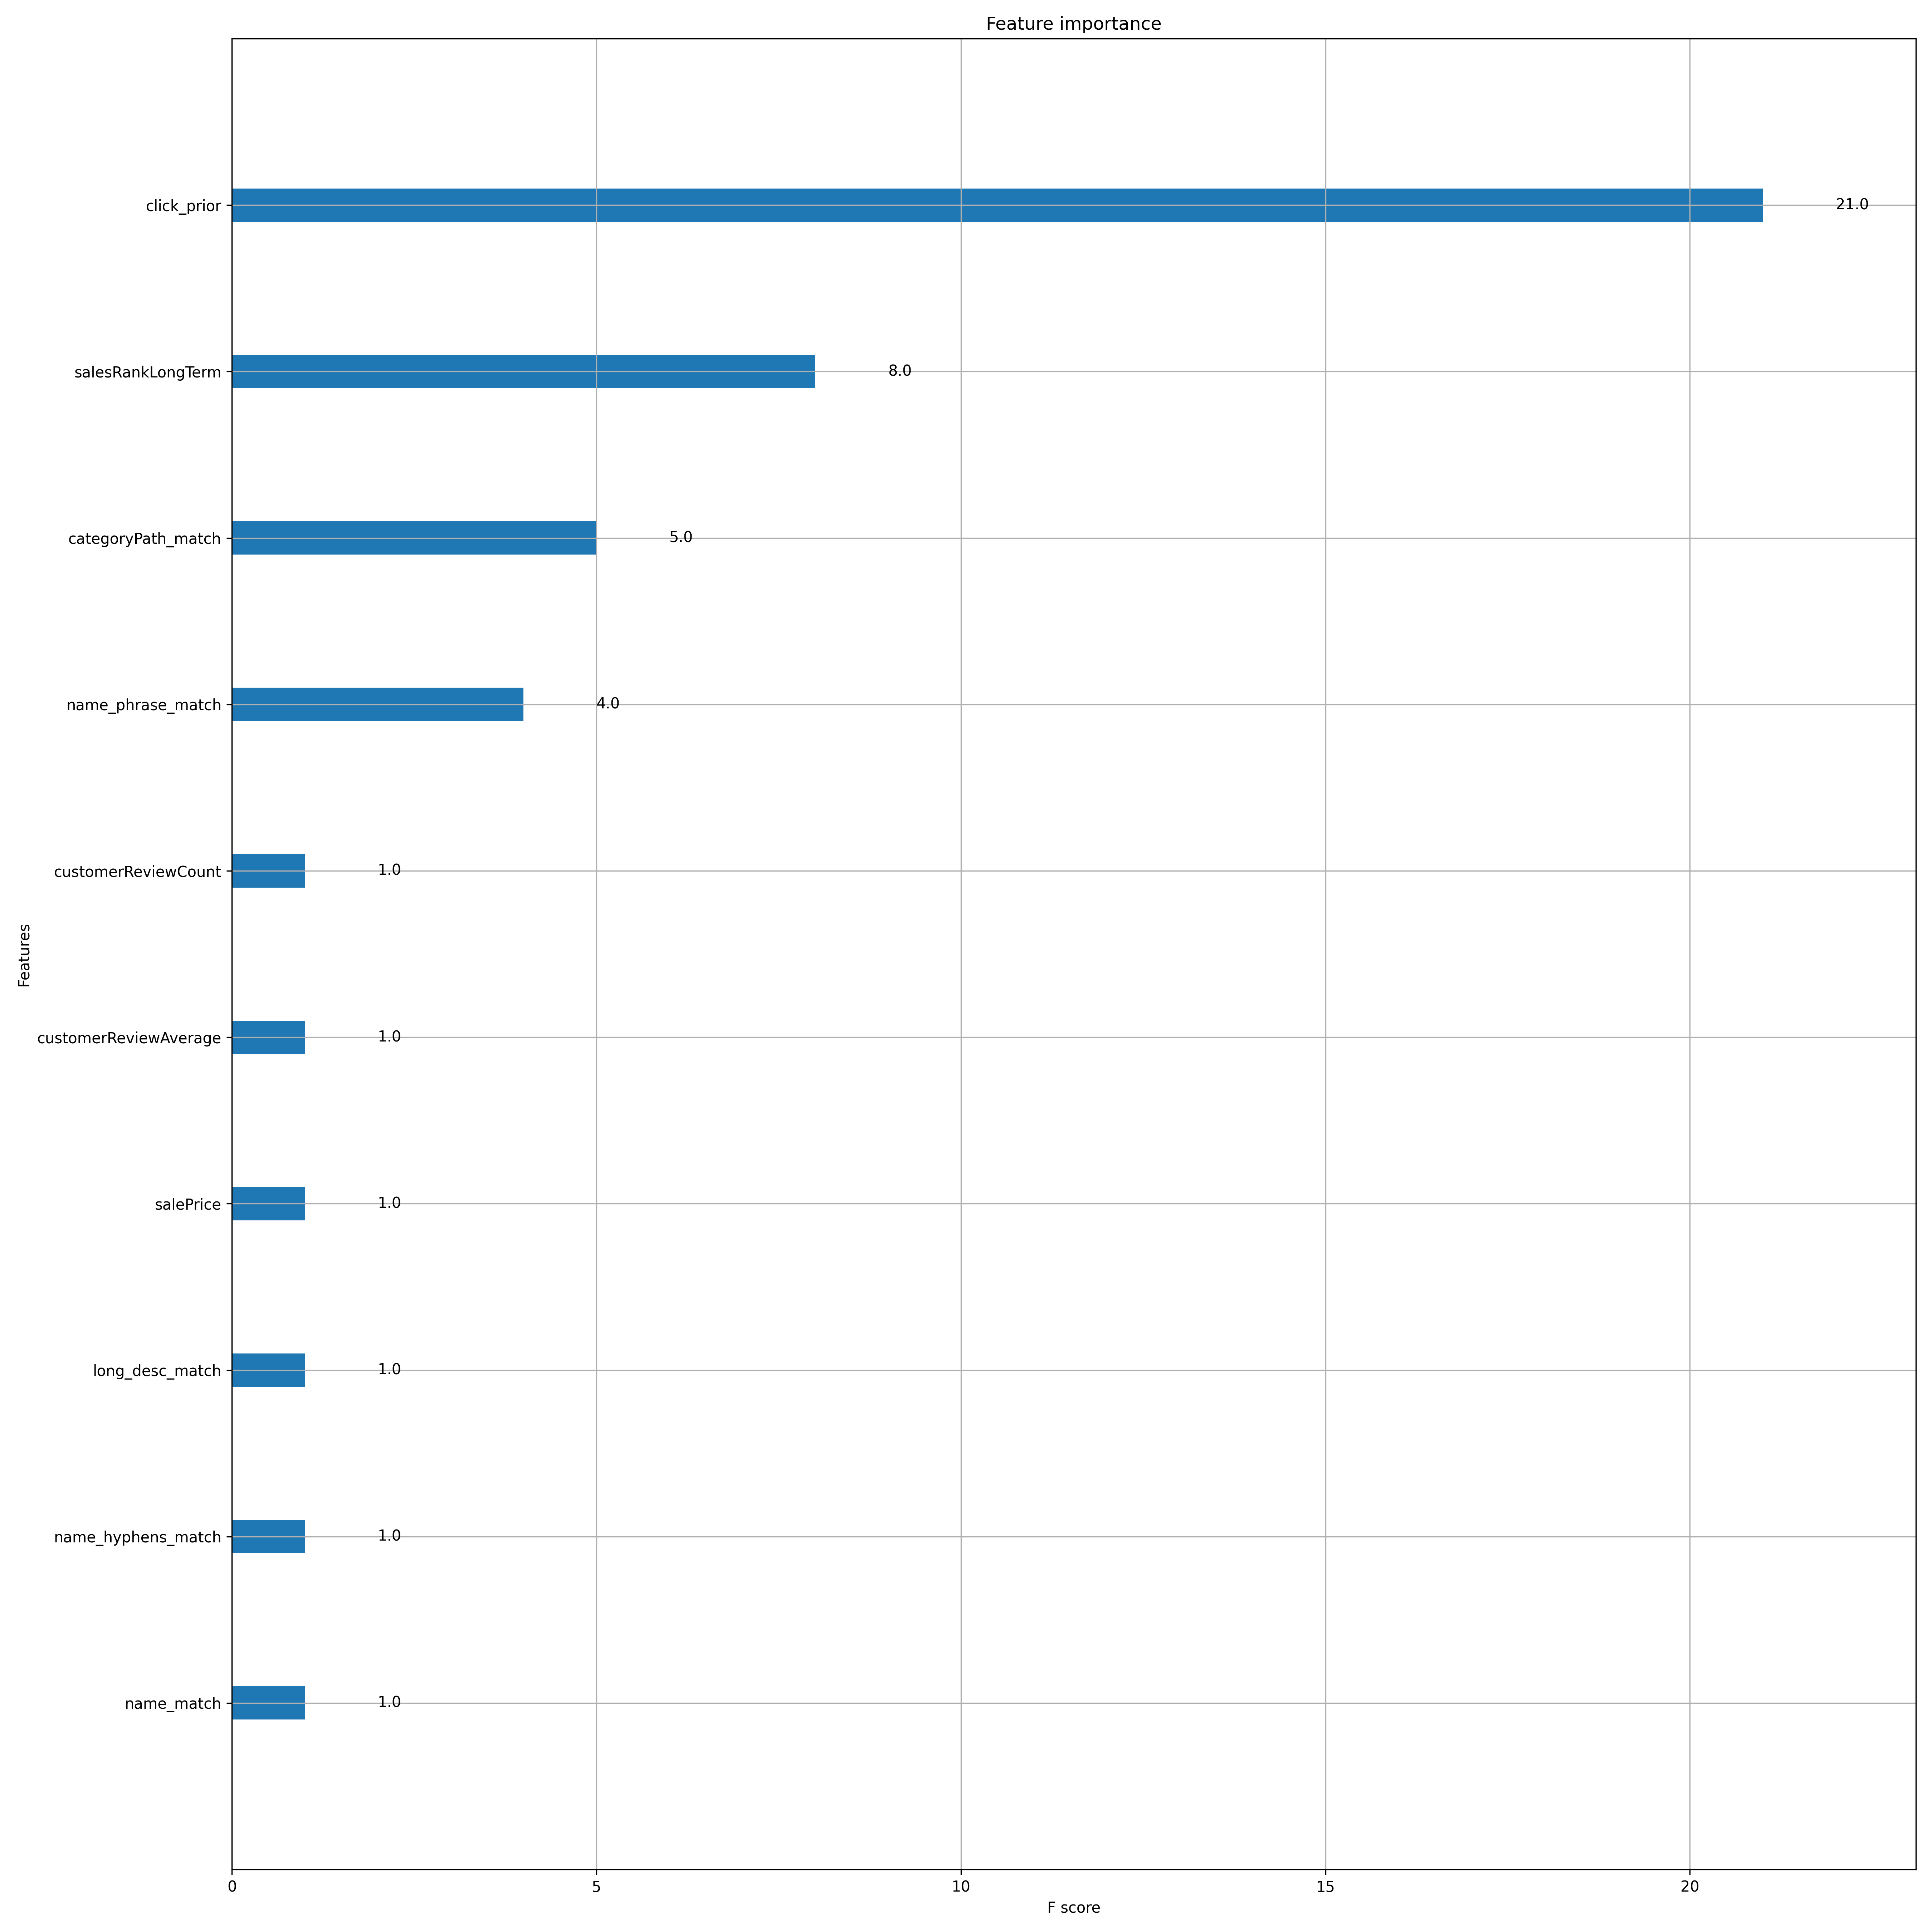 Feature importance
click_prior
21.0
salesRankLongTerm
8.0
categoryPath_match
5.0
name_phrase_match
4.0
customerReviewCount
1.0
customerReviewAverage
1.0
salePrice
1.0
long_desc_match
1.0
name_hyphens_match
1.0
name_match
1.0
Features
0 5 10 15 20
F score